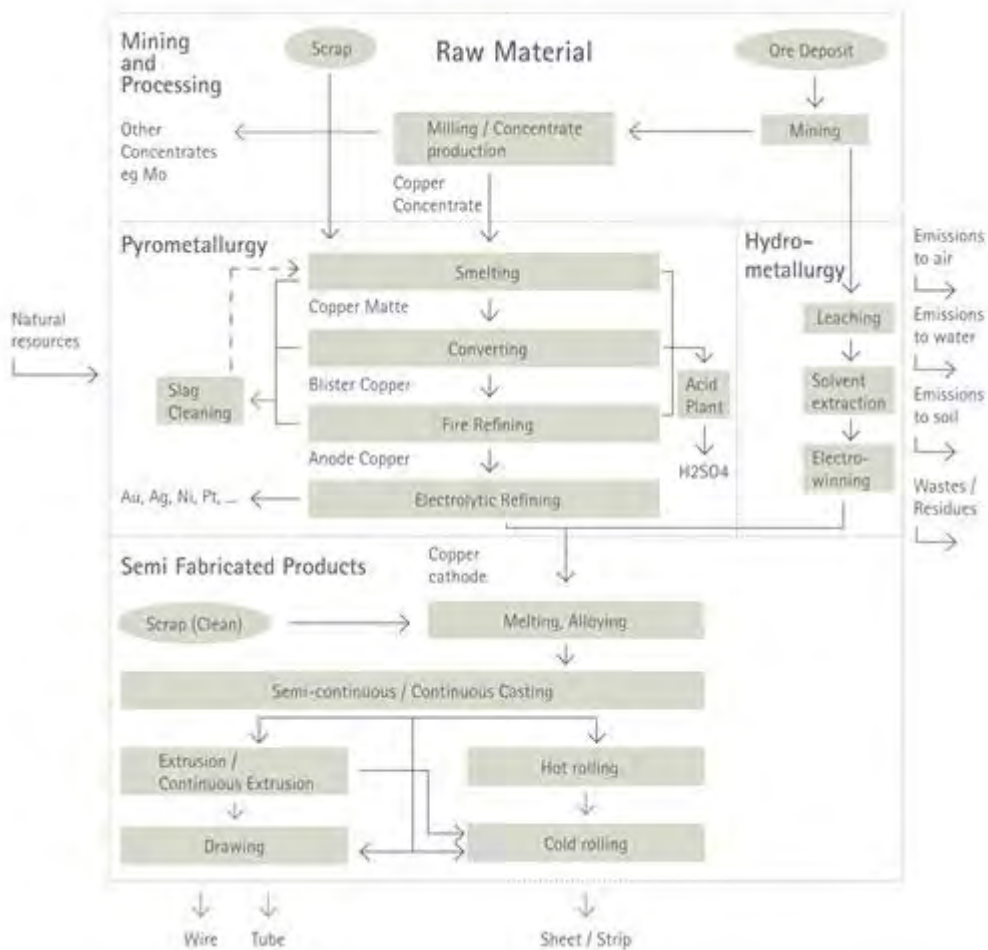 Mining
and
Processing
Scrap
Raw Material
Ore Deposit
Other
Concentrates
eg Mo
Milling / Concentrate
production
Mining
Copper
Concentrate
Pyrometallurgy
Hydro-
metallurgy
Emissions
to air
Smelting
Natural
resources
Copper Matte
Leaching
Emissions
to water
Converting
Slag
Cleaning
Blister Copper
Acid
Plant
Solvent
extraction
Emissions
to soil
Fire Refining
Anode Copper
H2SO4
Electro-
winning
Au, Ag, Ni, Pt, ...
Electrolytic Refining
Wastes /
Residues
Semi Fabricated Products
Copper
cathode
Scrap (Clean)
Melting, Alloying
Semi-continuous / Continuous Casting
Extrusion /
Continuous Extrusion
Hot rolling
Drawing
Cold rolling
Wire
Tube
Sheet / Strip